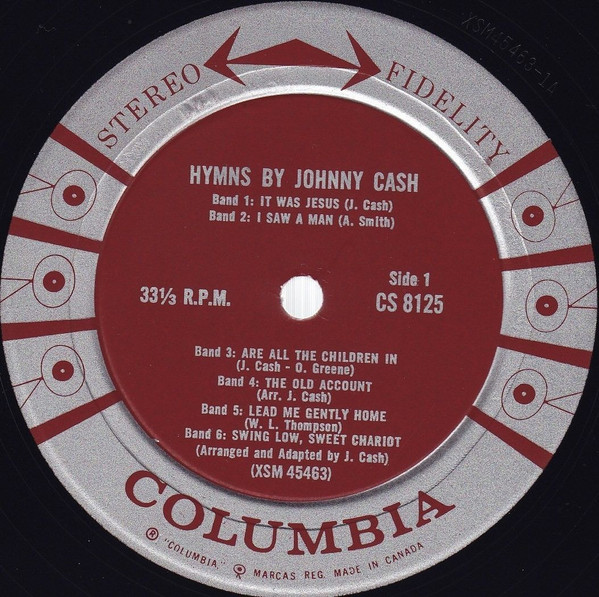 XSM45463-1A
STEREO FIDELITY
HYMNS BY JOHNNY CASH
Band 1: IT WAS JESUS (J. Cash)
Band 2: I SAW A MAN (A. Smith)
33⅓ R.P.M.
Side 1
CS 8125
Band 3: ARE ALL THE CHILDREN IN
(J. Cash - O. Greene)
Band 4: THE OLD ACCOUNT
(Arr. J. Cash)
Band 5: LEAD ME GENTLY HOME
(W. L. Thompson)
Band 6: SWING LOW, SWEET CHARIOT
(Arranged and Adapted by J. Cash)
(XSM 45463)
COLUMBIA
® "COLUMBIA," MARCAS REG. MADE IN CANADA